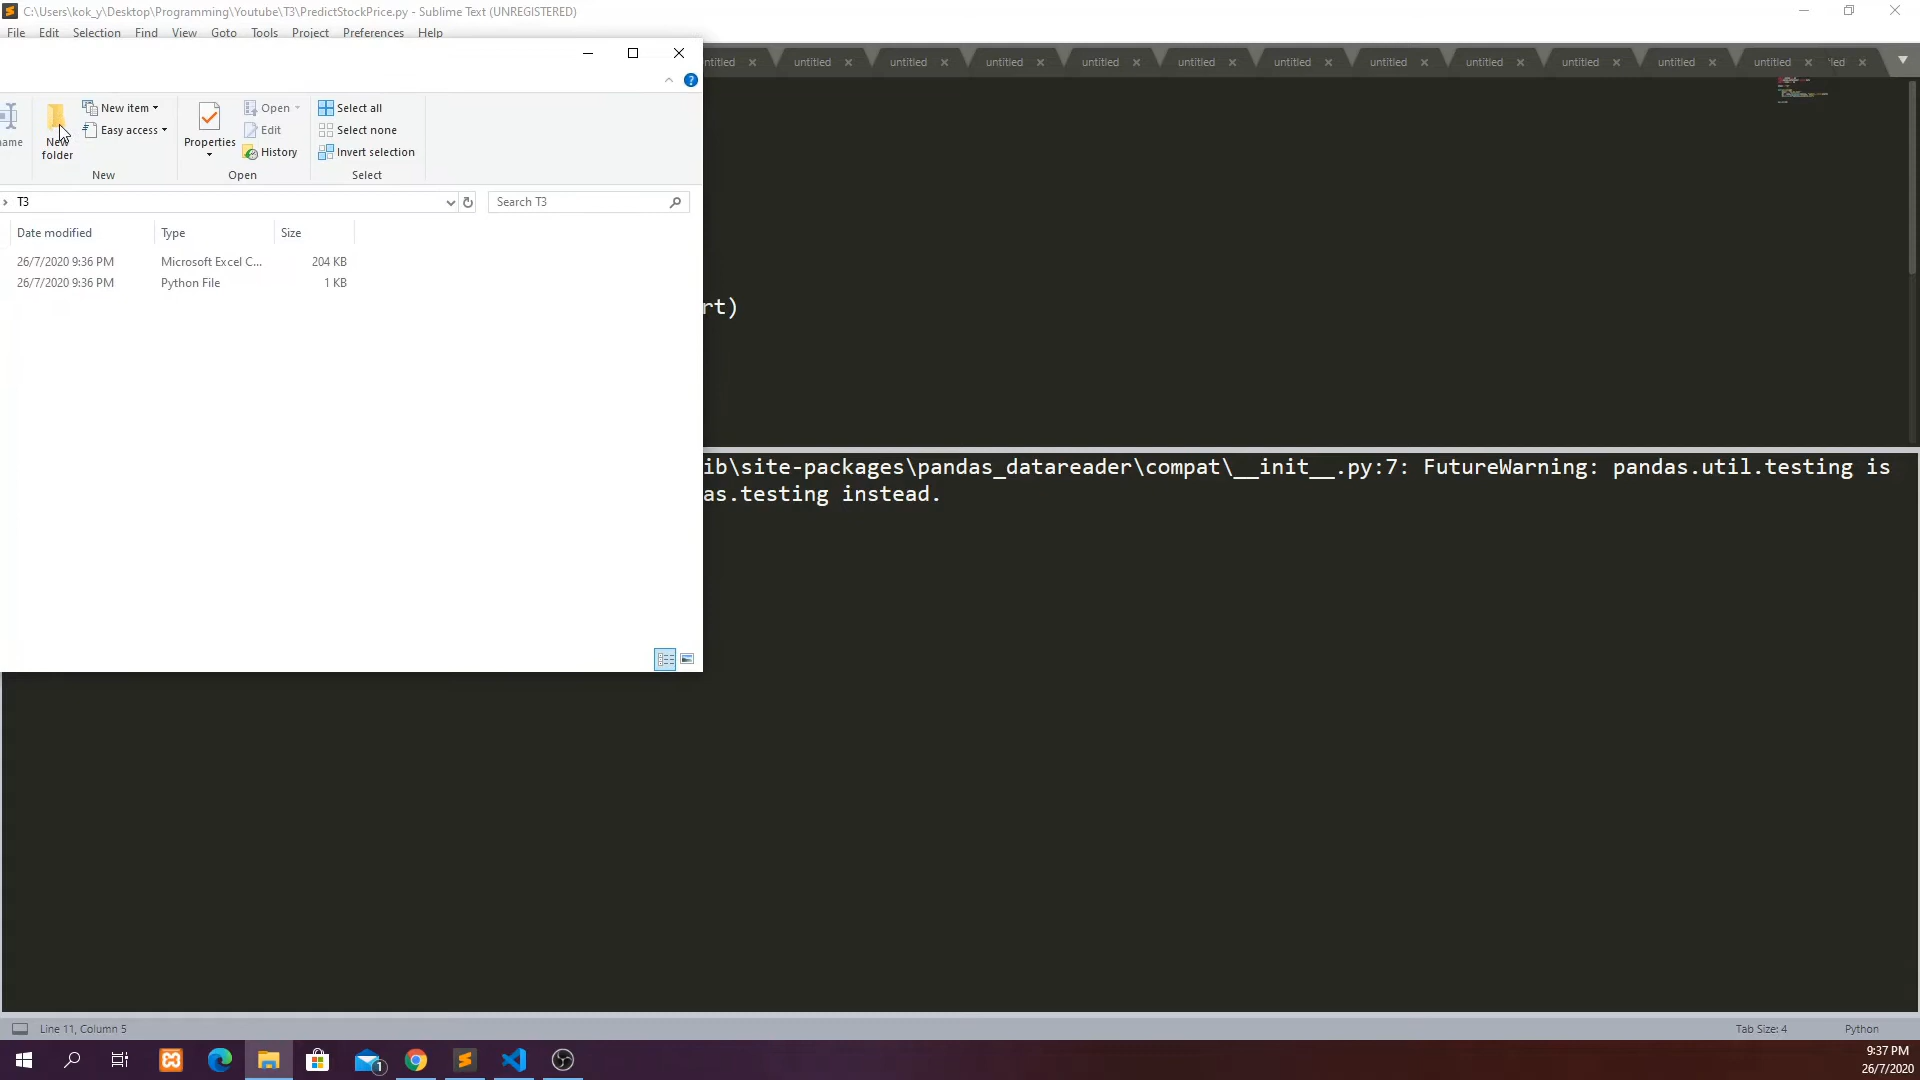 C:\Users\kok_y\Desktop\Programming\Youtube\T3\PredictStockPrice.py - Sublime Text (UNREGISTERED)
File Edit Selection Find View Goto Tools Project Preferences Help
untitled untitled untitled untitled untitled untitled untitled untitled untitled untitled untitled
New item
Easy access
New folder
New
Properties
Open
Edit
History
Open
Select all
Select none
Invert selection
Select
T3
Search T3
Date modified Type Size
26/7/2020 9:36 PM Microsoft Excel C... 204 KB
26/7/2020 9:36 PM Python File 1 KB
rt)
ib\site-packages\pandas_datareader\compat\__init__.py:7: FutureWarning: pandas.util.testing is
as.testing instead.
Line 11, Column 5
Tab Size: 4 Python
1
9:37 PM
26/7/2020